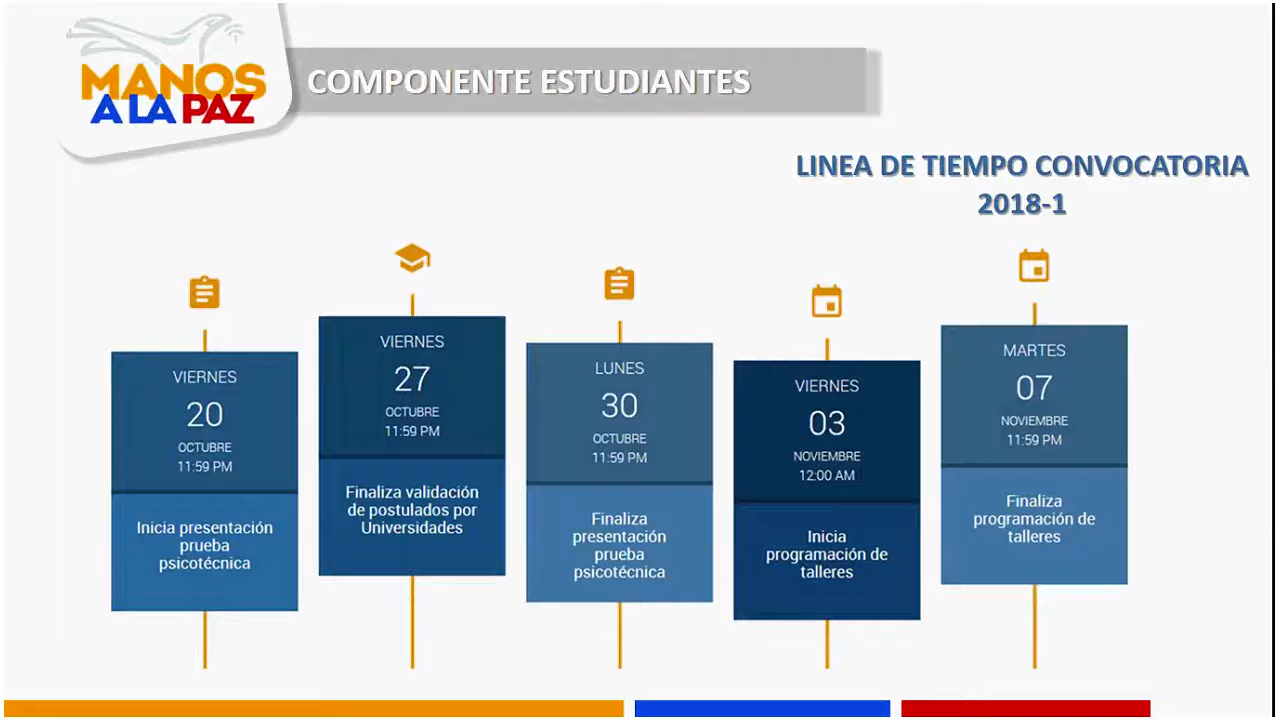 MANOS
A LA PAZ
COMPONENTE ESTUDIANTES
LINEA DE TIEMPO CONVOCATORIA
2018-1
VIERNES
20
OCTUBRE
11:59 PM
Inicia presentación
prueba
psicotécnica
VIERNES
27
OCTUBRE
11:59 PM
Finaliza validación
de postulados por
Universidades
LUNES
30
OCTUBRE
11:59 PM
Finaliza
presentación
prueba
psicotécnica
VIERNES
03
NOVIEMBRE
12:00 AM
Inicia
programación de
talleres
MARTES
07
NOVIEMBRE
11:59 PM
Finaliza
programación de
talleres